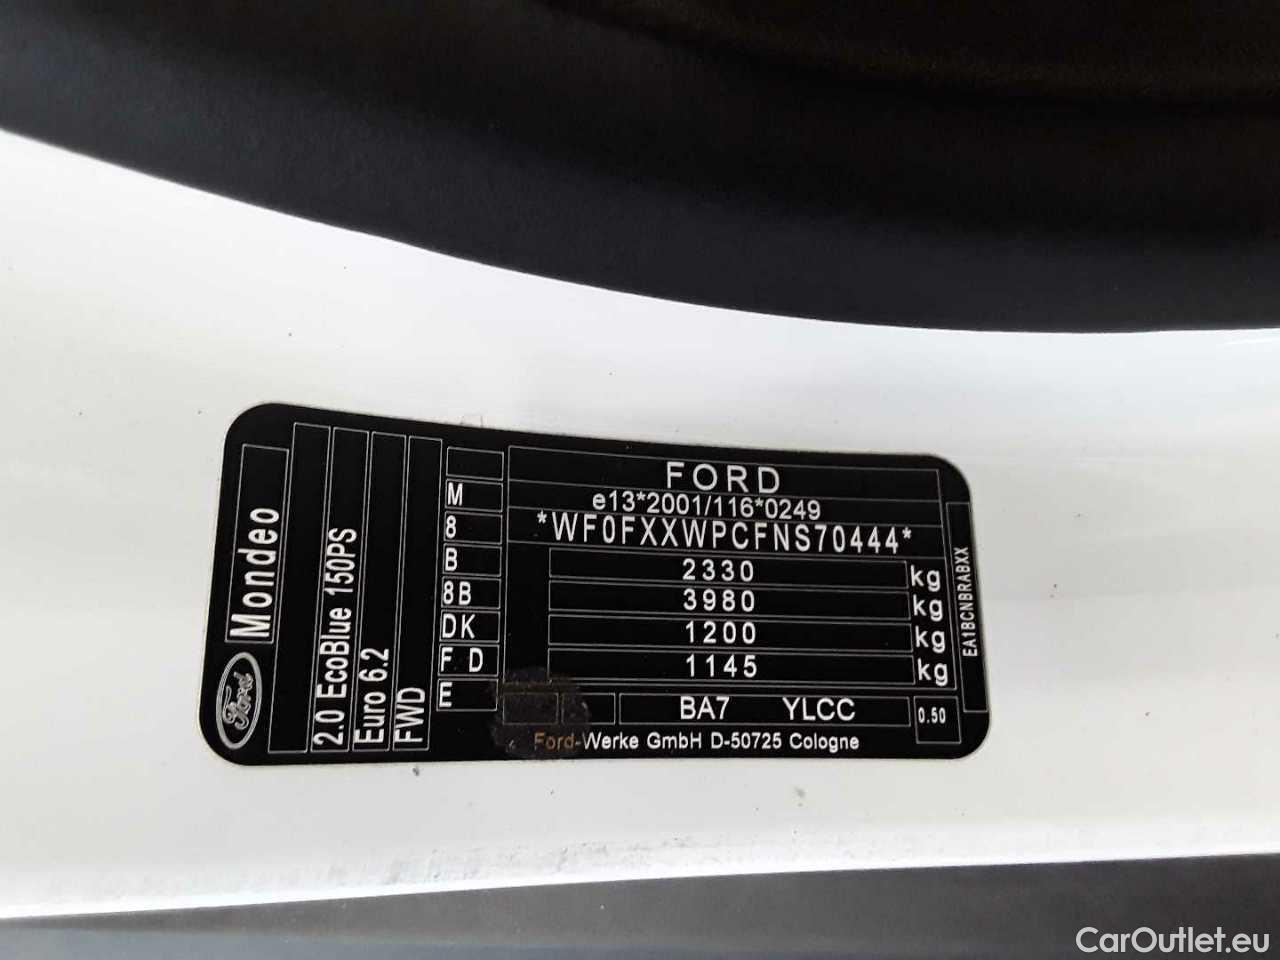 FORD
e13*2001/116*0249
*WF0FXXWPCFNS70444*
2330 kg
3980 kg
1200 kg
1145 kg
BA7 YLCC
0.50
Ford-Werke GmbH D-50725 Cologne
M
8
B
8B
DK
F D
E
Ford
Mondeo
2.0 EcoBlue 150PS
Euro 6.2
FWD
EA1BCNBRABXX
CarOutlet.eu